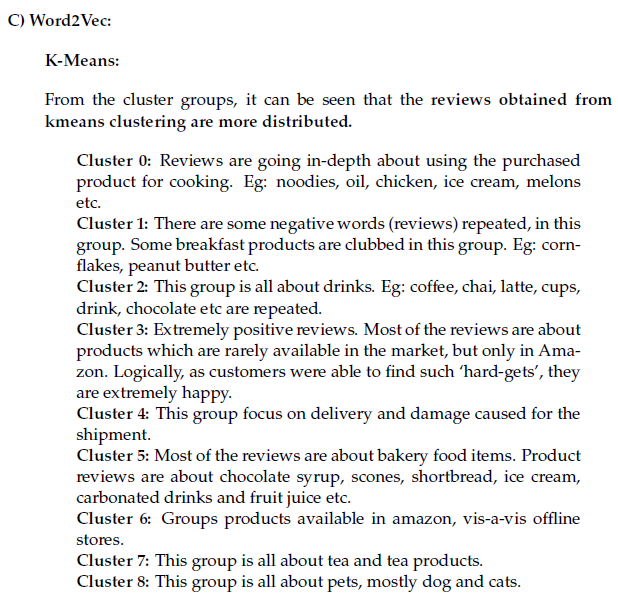 C) Word2Vec:
K-Means:
From the cluster groups, it can be seen that the reviews obtained from
kmeans clustering are more distributed.
Cluster 0: Reviews are going in-depth about using the purchased
product for cooking. Eg: noodies, oil, chicken, ice cream, melons
etc.
Cluster 1: There are some negative words (reviews) repeated, in this
group. Some breakfast products are clubbed in this group. Eg: corn-
flakes, peanut butter etc.
Cluster 2: This group is all about drinks. Eg: coffee, chai, latte, cups,
drink, chocolate etc are repeated.
Cluster 3: Extremely positive reviews. Most of the reviews are about
products which are rarely available in the market, but only in Ama-
zon. Logically, as customers were able to find such 'hard-gets', they
are extremely happy.
Cluster 4: This group focus on delivery and damage caused for the
shipment.
Cluster 5: Most of the reviews are about bakery food items. Product
reviews are about chocolate syrup, scones, shortbread, ice cream,
carbonated drinks and fruit juice etc.
Cluster 6: Groups products available in amazon, vis-a-vis offline
stores.
Cluster 7: This group is all about tea and tea products.
Cluster 8: This group is all about pets, mostly dog and cats.